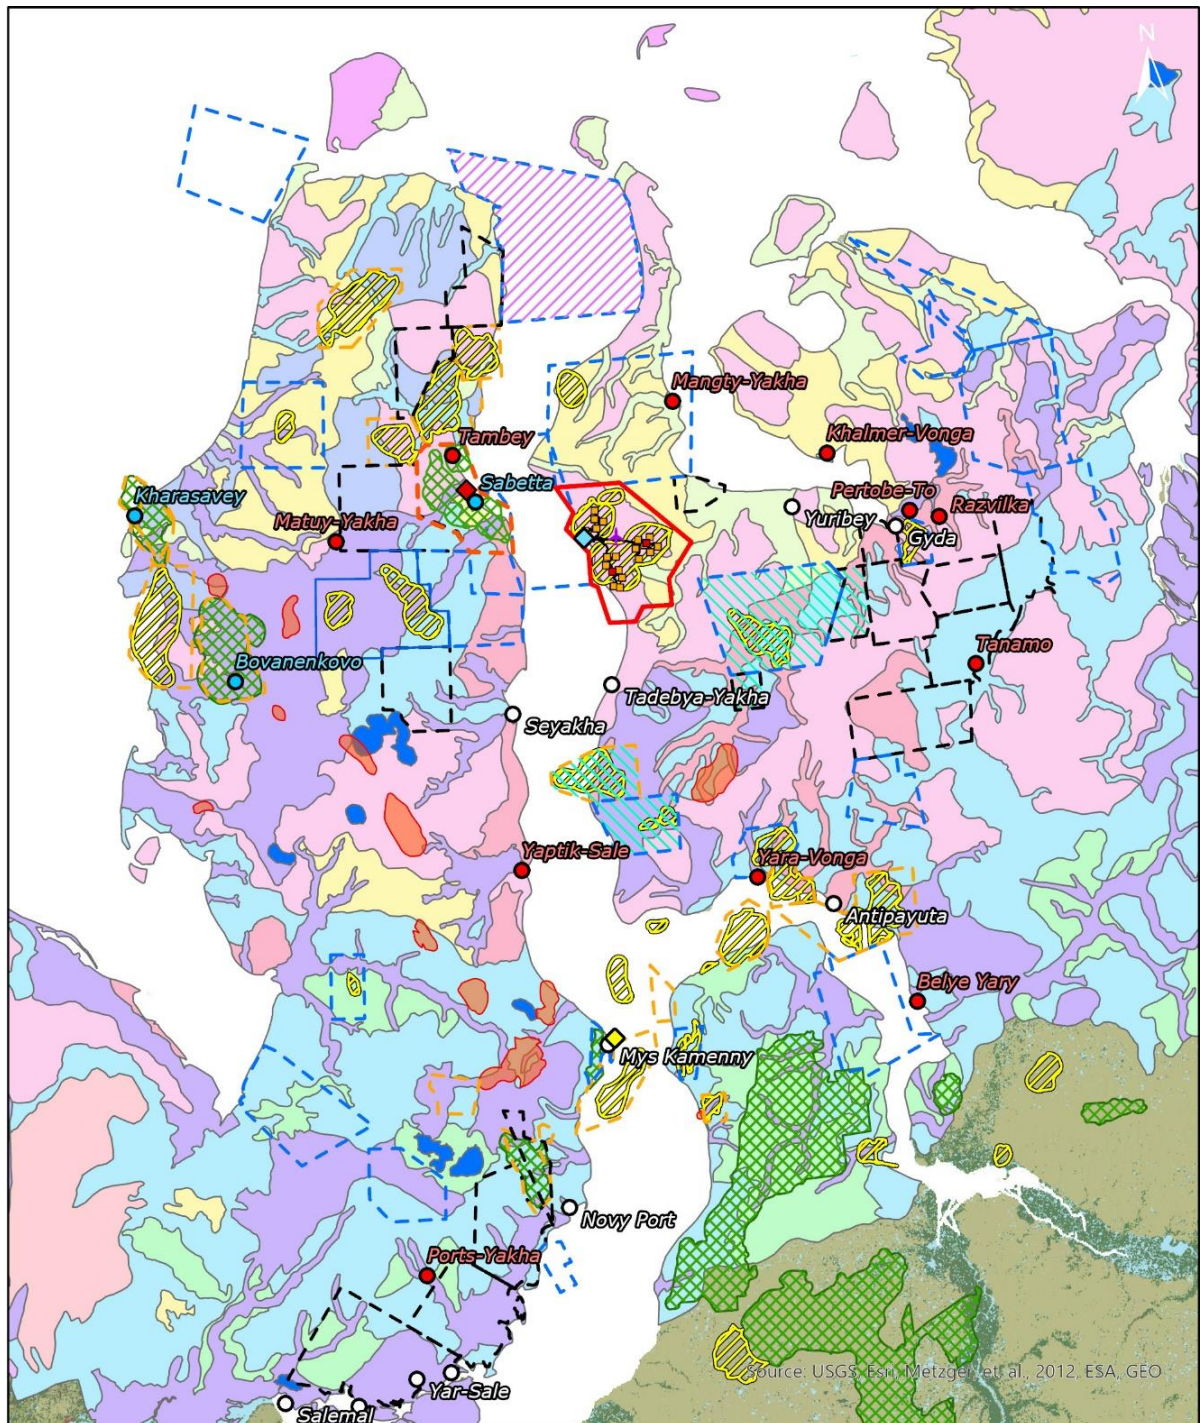 N
Mangty-Yakha
Tambey
Khalmer-Vonga
Sabetta
Kharasavey
Pertobe-To
Razvilka
Yuribey
Matuy-Yakha
Gyda
Bovanenkovo
Tanamo
Tadebya-Yakha
Seyakha
Yaptik-Sale
Yara-Vonga
Antipayuta
Belye Yary
Mys Kamenny
Novy Port
Ports-Yakha
Source: USGS, Esri, Metzger, et. al., 2012, ESA, GEO
Yar-Sale
Salemal